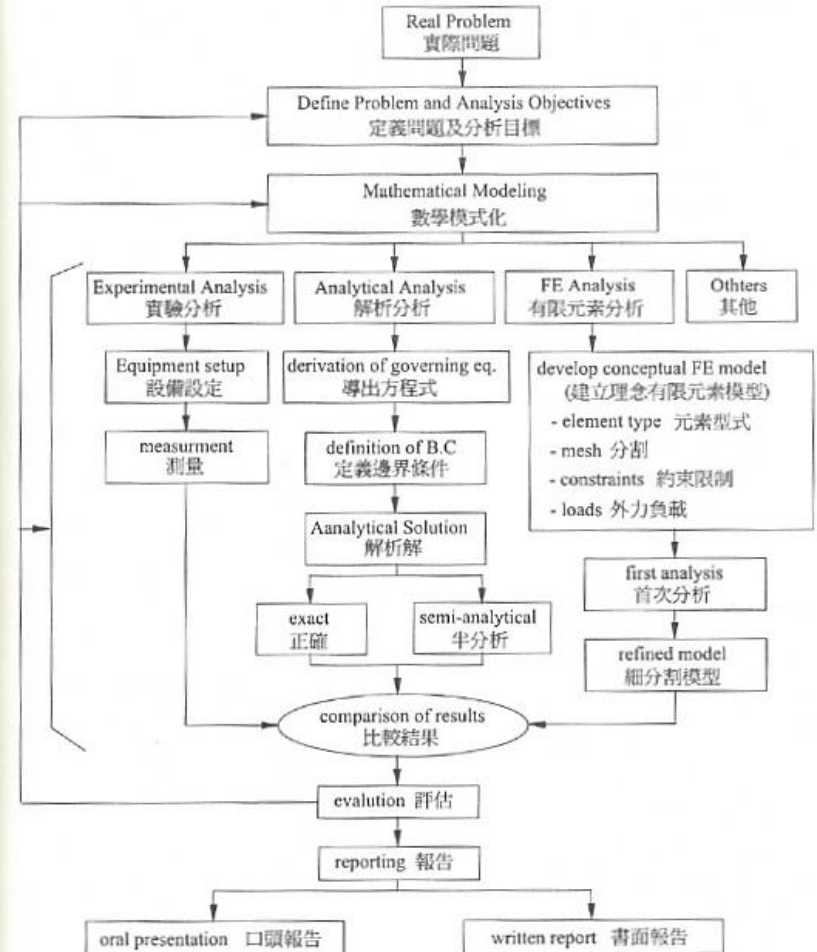 Real Problem
實際問題
Define Problem and Analysis Objectives
定義問題及分析目標
Mathematical Modeling
數學模式化
Experimental Analysis
實驗分析
Analytical Analysis
解析分析
FE Analysis
有限元素分析
Othters
其他
Equipment setup
設備設定
derivation of governing eq.
導出方程式
develop conceptual FE model
(建立理念有限元素模型)
- element type 元素型式
- mesh 分割
- constraints 約束限制
- loads 外力負載
measurment
測量
definition of B.C
定義邊界條件
Aanalytical Solution
解析解
first analysis
首次分析
exact
正確
semi-analytical
半分析
refined model
細分割模型
comparison of results
比較結果
evalution 評估
reporting 報告
oral presentation 口頭報告
written report 書面報告